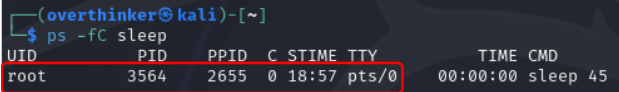 (overthinker㉿kali)-[~]
$ ps -fC sleep
UID          PID    PPID  C STIME TTY          TIME CMD
root        3564    2655  0 18:57 pts/0    00:00:00 sleep 45